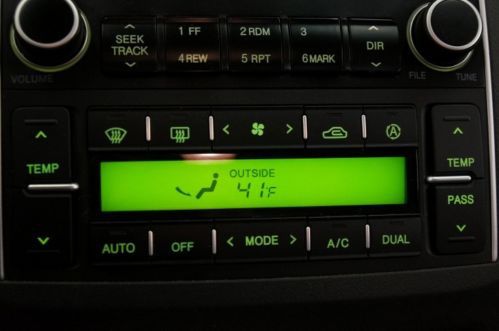 SEEK
TRACK
1 FF
2 RDM
3
DIR
4 REW
5 RPT
6 MARK
VOLUME
FILE
TUNE
TEMP
A
TEMP
OUTSIDE
41°F
PASS
AUTO
OFF
< MODE >
A/C
DUAL